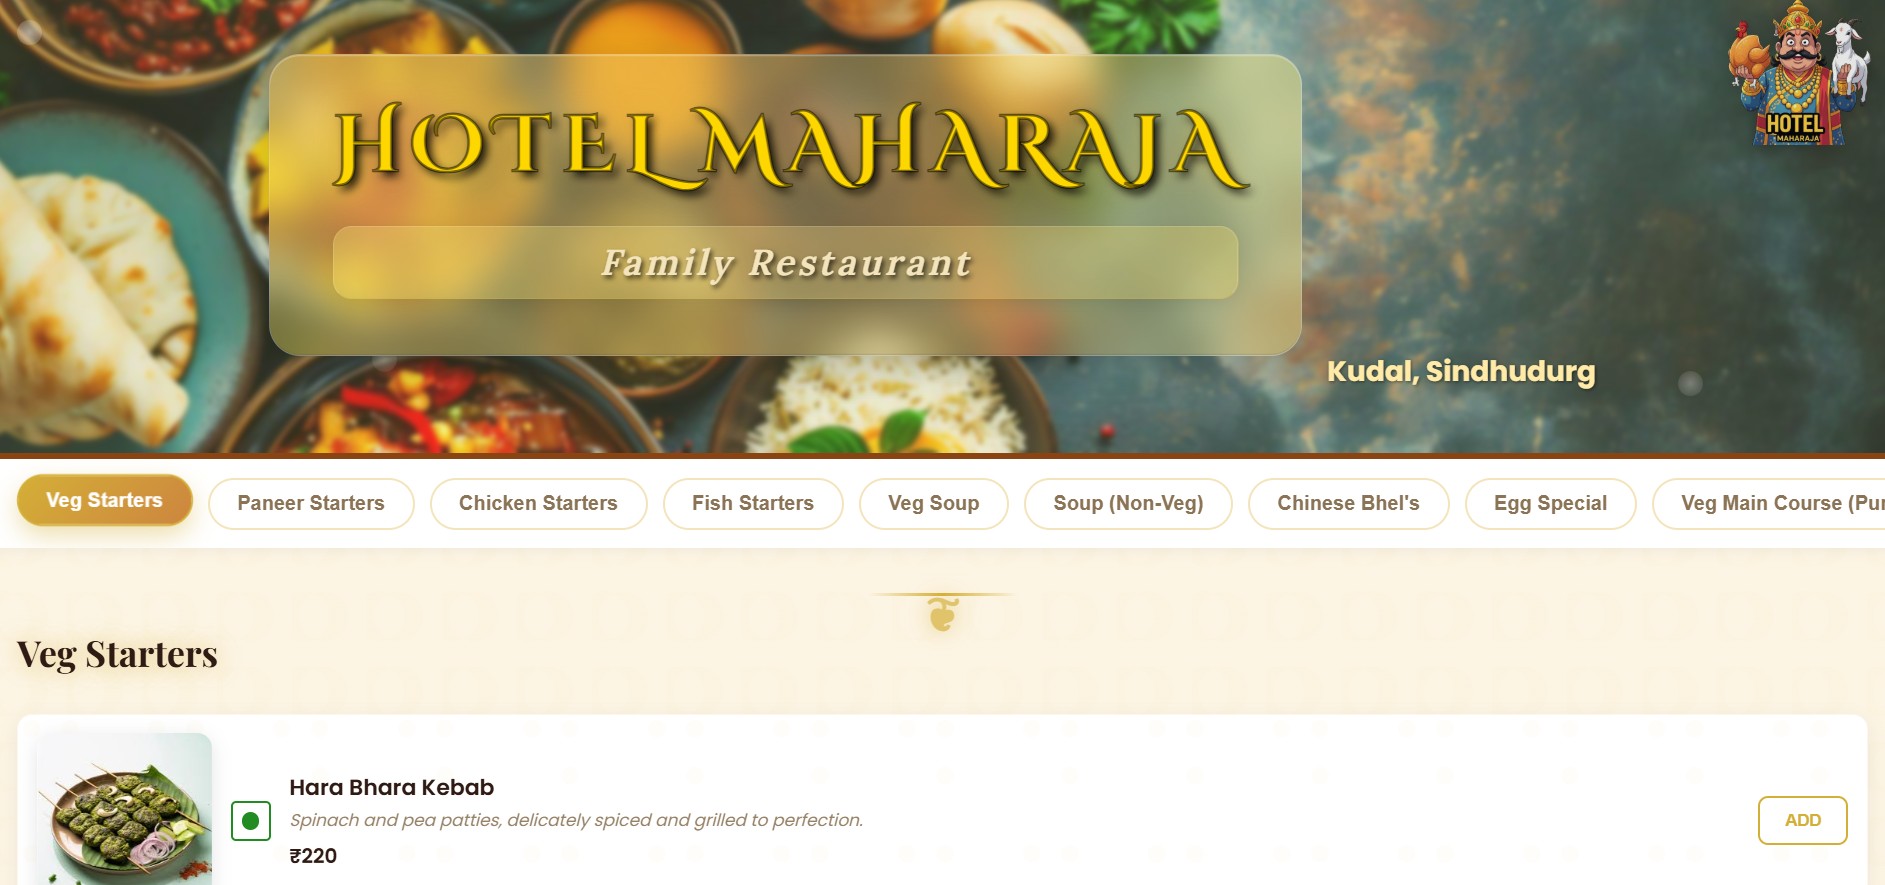 HOTEL MAHARAJA
Family Restaurant
HOTEL
MAHARAJA
Kudal, Sindhudurg
Veg Starters
Paneer Starters
Chicken Starters
Fish Starters
Veg Soup
Soup (Non-Veg)
Chinese Bhel's
Egg Special
Veg Main Course (Pun
Veg Starters
Hara Bhara Kebab
Spinach and pea patties, delicately spiced and grilled to perfection.
₹220
ADD